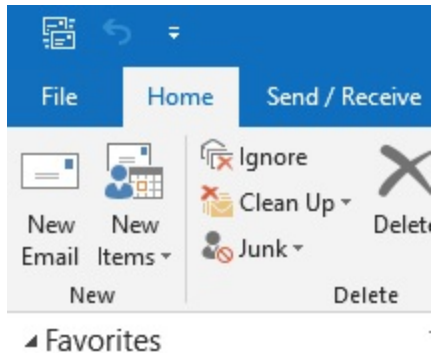 File Home Send / Receive
Ignore
Clean Up
Junk
New Email
New Items
Delete
New
Delete
Favorites